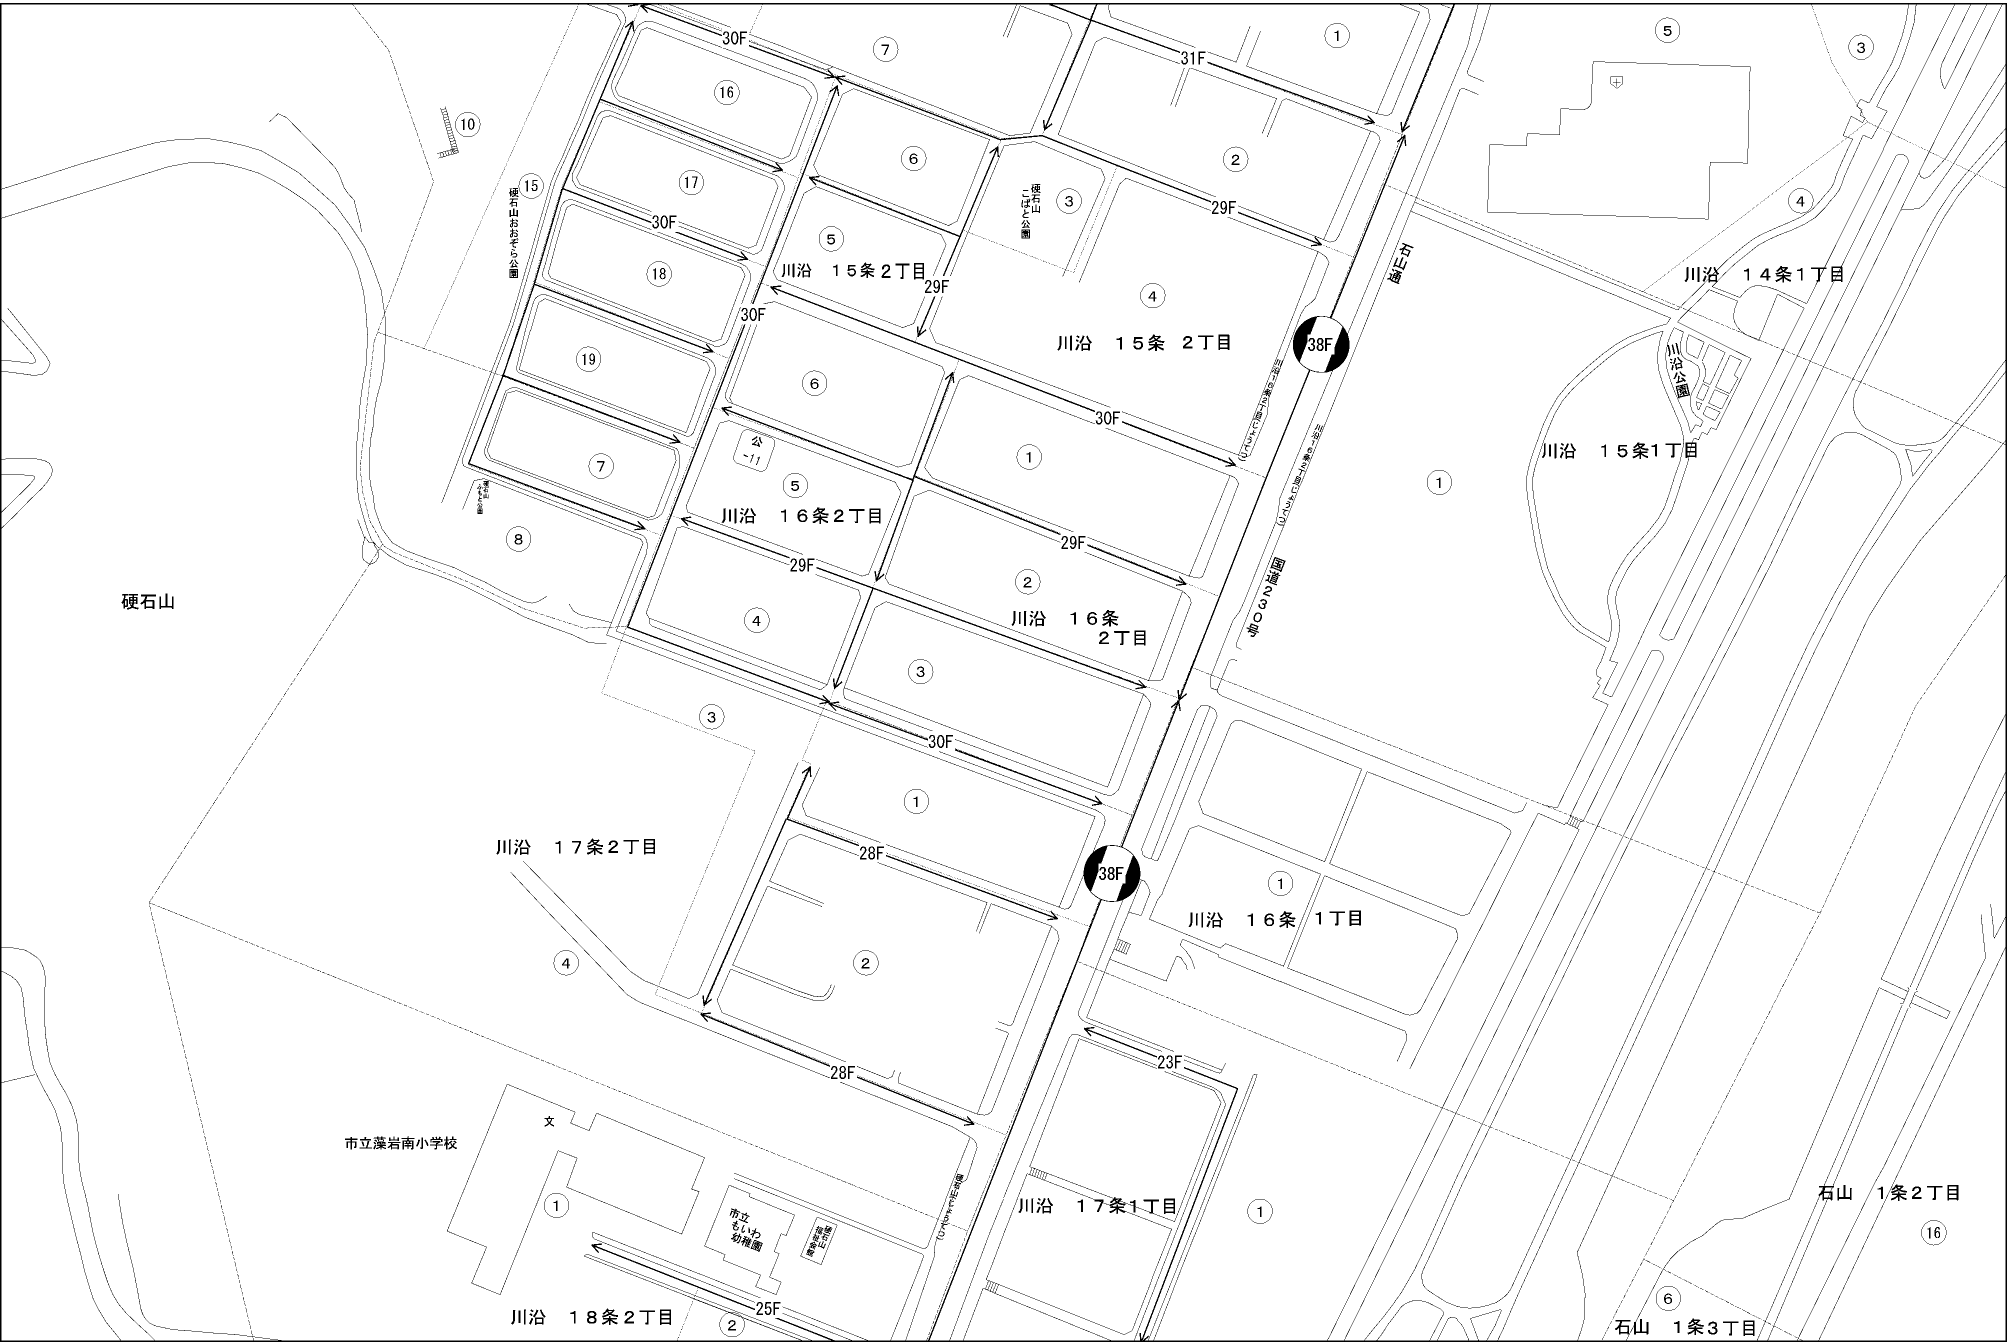 30F
7
1
5
3
31F
16
10
6
2
17
15
硬石山おおぞら公園
硬石山
こばと公園
3
4
29F
30F
5
石山通
18
川沿　１５条２丁目
川沿　１４条１丁目
29F
4
30F
38F
川沿　１５条　２丁目
19
川沿公園
6
30F
公
-11
川沿　１５条１丁目
1
7
5
1
川沿　１６条２丁目
8
29F
29F
国道２３０号
2
硬石山
4
川沿　１６条
２丁目
3
3
30F
1
川沿　１７条２丁目
28F
38F
1
川沿　１６条　１丁目
4
2
23F
28F
文
市立藻岩南小学校
1
市立
もいわ
幼稚園
硬石山
福祉会館
川沿　１７条１丁目
1
石山　１条２丁目
16
25F
川沿　１８条２丁目
2
6
石山　１条３丁目